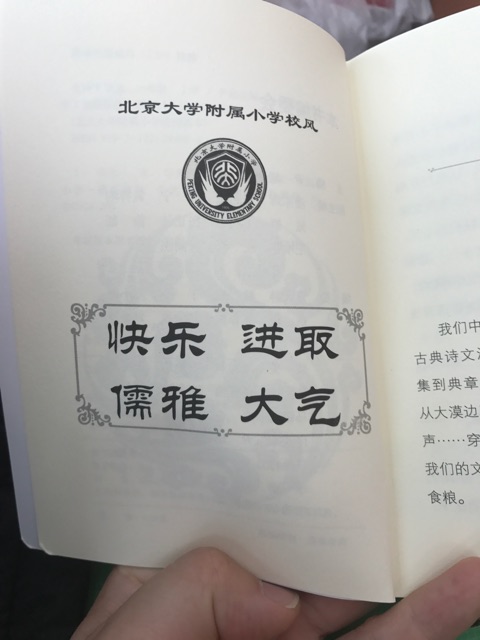 北京大学附属小学校风
北京大学附属小学
PEKING UNIVERSITY ELEMENTARY SCHOOL
快乐 进取
儒雅 大气
我们中
古典诗文
集到典章
从大漠边
声……穿
我们的文
食粮。